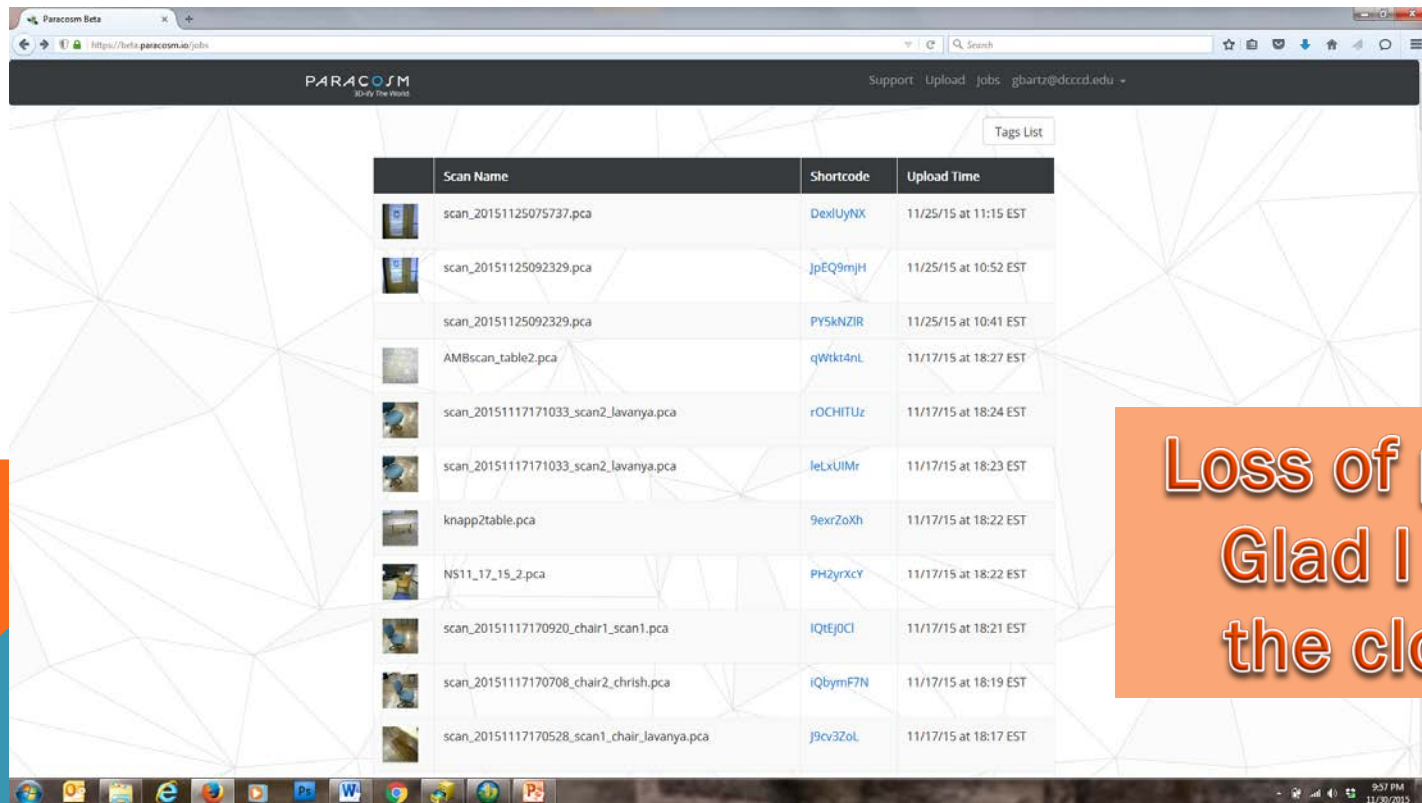 Paracosm Beta
https://beta.paracosm.io/jobs
Search
PARACOSM
3D-ify The World
Support Upload Jobs gbartz@dcccd.edu
Tags List
Scan Name Shortcode Upload Time
scan_20151125075737.pca DexlUyNX 11/25/15 at 11:15 EST
scan_20151125092329.pca JpEQ9mjH 11/25/15 at 10:52 EST
scan_20151125092329.pca PY5kNZlR 11/25/15 at 10:41 EST
AMBscan_table2.pca qWtkt4nL 11/17/15 at 18:27 EST
scan_20151117171033_scan2_lavanya.pca rOCHITUz 11/17/15 at 18:24 EST
scan_20151117171033_scan2_lavanya.pca leLxUIMr 11/17/15 at 18:23 EST
knapp2table.pca 9exrZoXh 11/17/15 at 18:22 EST
NS11_17_15_2.pca PH2yrXcY 11/17/15 at 18:22 EST
scan_20151117170920_chair1_scan1.pca IQtEj0Cl 11/17/15 at 18:21 EST
scan_20151117170708_chair2_chrish.pca iQbymF7N 11/17/15 at 18:19 EST
scan_20151117170528_scan1_chair_lavanya.pca J9cv3ZoL 11/17/15 at 18:17 EST
Loss of
Glad I
the clo
9:57 PM
11/30/2015